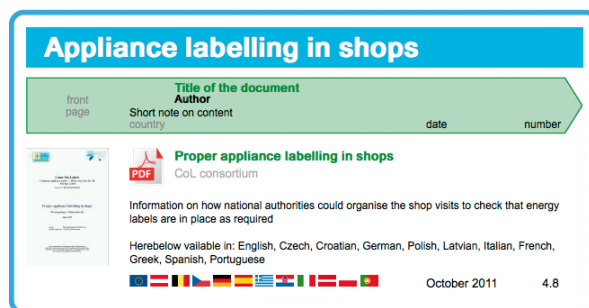 Appliance labelling in shops
Title of the document
front
page
Author
Short note on content
country
date
number
PDF
Proper appliance labelling in shops
CoL consortium
Information on how national authorities could organise the shop visits to check that energy
labels are in place as required
Herebelow vailable in: English, Czech, Croatian, German, Polish, Latvian, Italian, French,
Greek, Spanish, Portuguese
October 2011
4.8